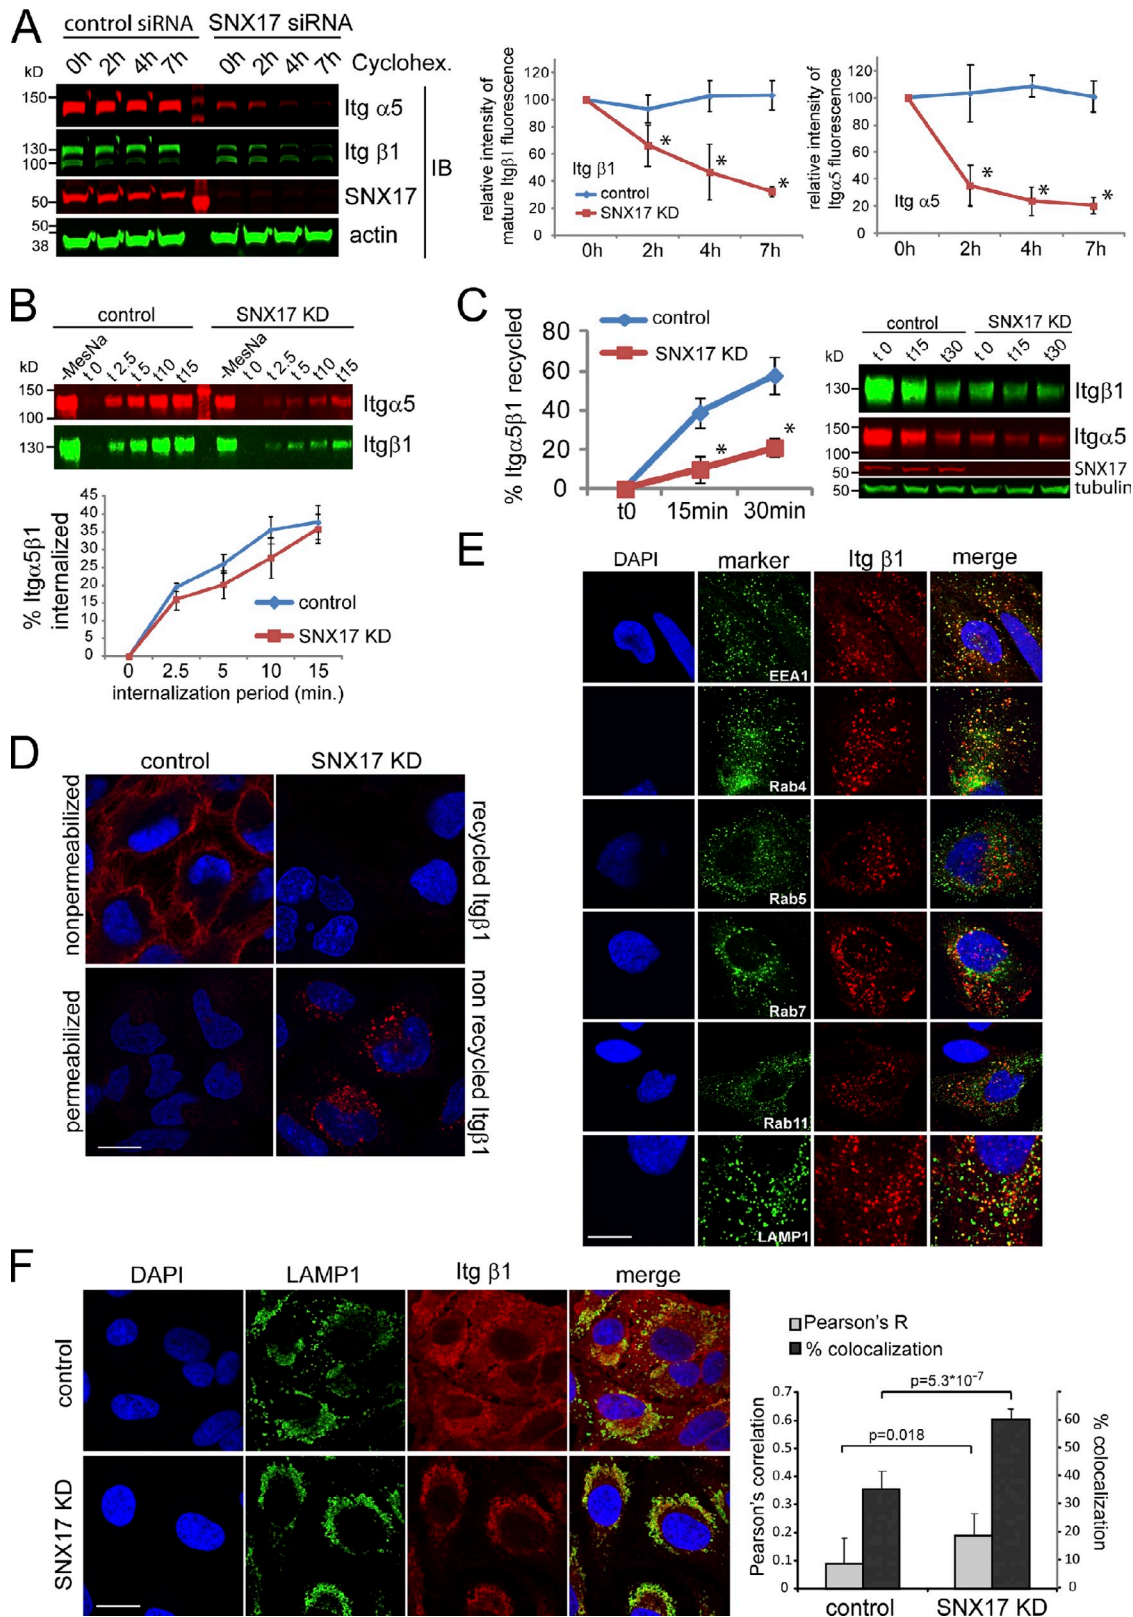 A
control siRNA SNX17 siRNA
0h 2h 4h 7h 0h 2h 4h 7h Cyclohex.
kD
150
Itg α5
130
100
Itg β1
50
SNX17
50
38
actin
IB
relative intensity of
mature Itgβ1 fluorescence
120
100
80
60
40
20
0
* * *
Itg β1
control
SNX17 KD
0h 2h 4h 7h
relative intensity of
Itgα5 fluorescence
120
100
80
60
40
20
0
* * *
Itg α5
0h 2h 4h 7h
B
control SNX17 KD
kD
-MesNa t 0 t 2.5 t 5 t10 t15 -MesNa t 0 t 2.5 t 5 t10 t15
150
100
Itgα5
130
Itgβ1
% Itgα5β1
internalized
45
40
35
30
25
20
15
10
5
0
control
SNX17 KD
0 2.5 5 10 15
internalization period (min.)
C
% Itgα5β1 recycled
80
60
40
20
0
control
SNX17 KD
* *
t0 15min 30min
control SNX17 KD
kD
t 0 t15 t30 t 0 t15 t30
130
Itgβ1
150
100
Itgα5
50
SNX17
50
tubulin
D
control SNX17 KD
nonpermeabilized
recycled Itgβ1
permeabilized
non recycled Itgβ1
E
DAPI marker Itg β1 merge
EEA1
Rab4
Rab5
Rab7
Rab11
LAMP1
F
DAPI LAMP1 Itg β1 merge
control
SNX17 KD
Pearson's R
% colocalization
p=5.3*10⁻⁷
p=0.018
Pearson's correlation
0.7
0.6
0.5
0.4
0.3
0.2
0.1
0
60
50
40
30
20
10
0
% colocalization
control SNX17 KD